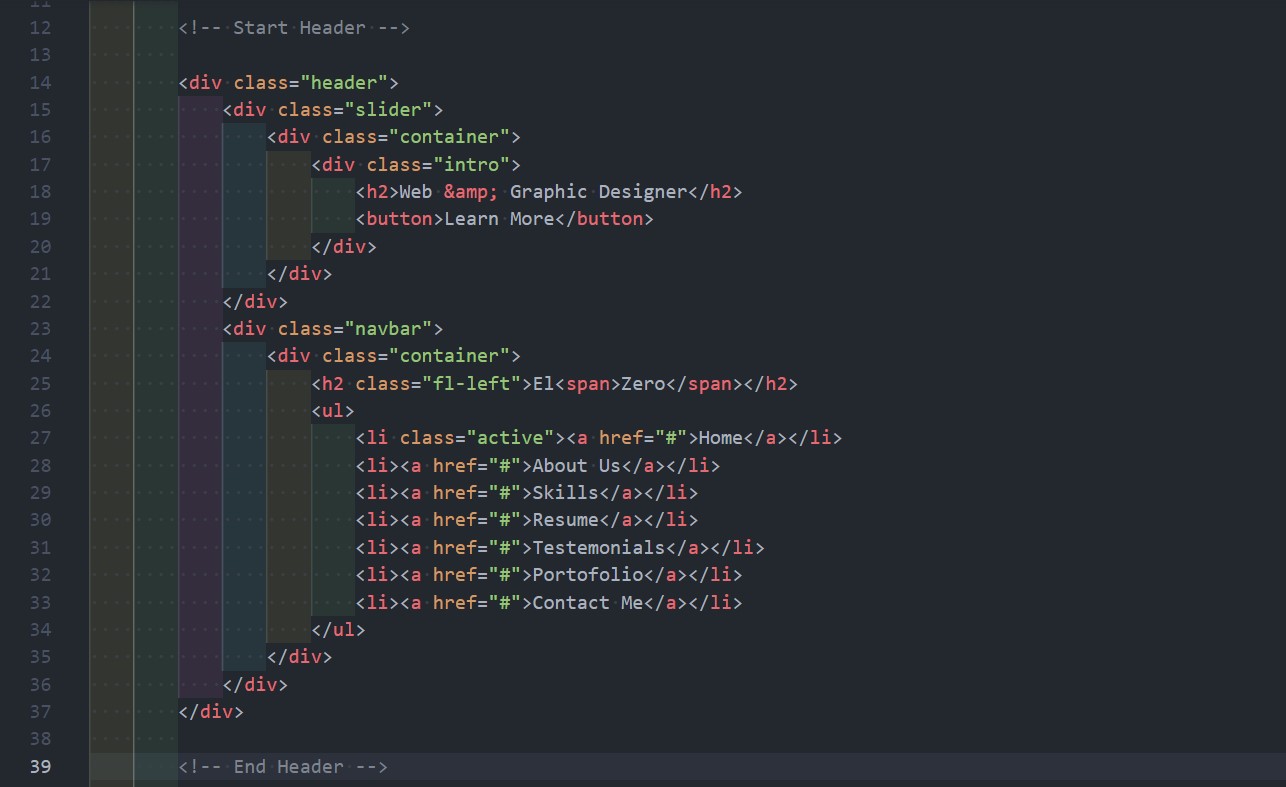 11
12 <!-- Start Header -->
13
14 <div class="header">
15 <div class="slider">
16 <div class="container">
17 <div class="intro">
18 <h2>Web &amp; Graphic Designer</h2>
19 <button>Learn More</button>
20 </div>
21 </div>
22 </div>
23 <div class="navbar">
24 <div class="container">
25 <h2 class="fl-left">El<span>Zero</span></h2>
26 <ul>
27 <li class="active"><a href="#">Home</a></li>
28 <li><a href="#">About Us</a></li>
29 <li><a href="#">Skills</a></li>
30 <li><a href="#">Resume</a></li>
31 <li><a href="#">Testemonials</a></li>
32 <li><a href="#">Portofolio</a></li>
33 <li><a href="#">Contact Me</a></li>
34 </ul>
35 </div>
36 </div>
37 </div>
38
39 <!-- End Header -->